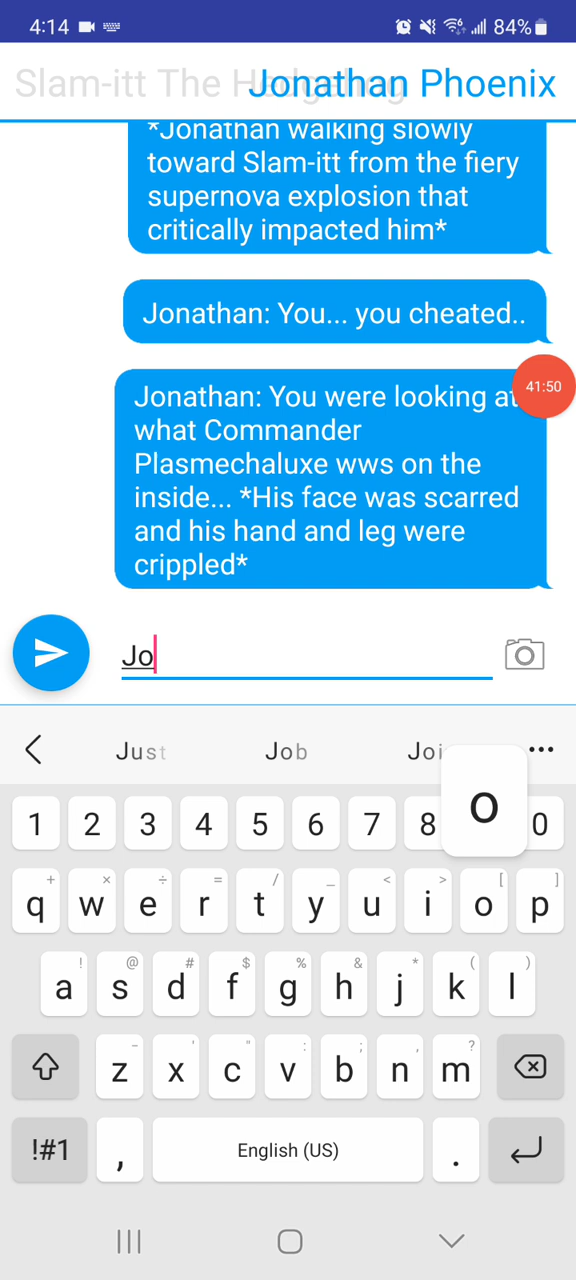 4:14 84%
Slam-itt The Hedgehog Jonathan Phoenix
*Jonathan walking slowly
toward Slam-itt from the fiery
supernova explosion that
critically impacted him*
Jonathan: You... you cheated..
41:50
Jonathan: You were looking at
what Commander
Plasmechaluxe wws on the
inside... *His face was scarred
and his hand and leg were
crippled*
Jo
Just Job Joi •••
o
1 2 3 4 5 6 7 8 0
+ × ÷ = / _ < > [ ]
q w e r t y u i o p
! @ # $ % & * ( )
a s d f g h j k l
- ' " : ; , ?
z x c v b n m
!#1 , English (US) .